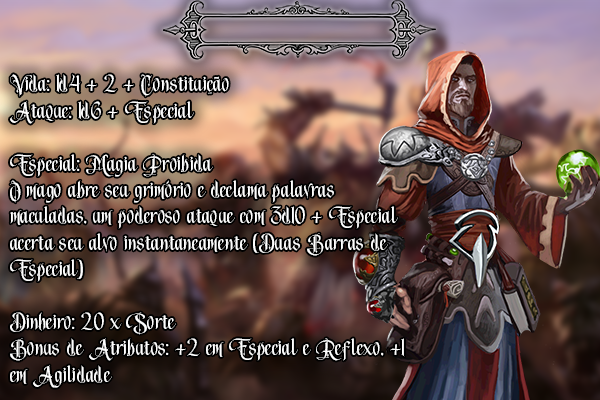 Vida: 1d4 + 2 + Constituição
Ataque: 1d6 + Especial
Especial: Magia Proibida
O mago abre seu grimório e declama palavras
maculadas, um poderoso ataque com 3d10 + Especial
acerta seu alvo instantaneamente (Duas Barras de
Especial)
Dinheiro: 20 x Sorte
Bonus de Atributos: +2 em Especial e Reflexo, +1
em Agilidade